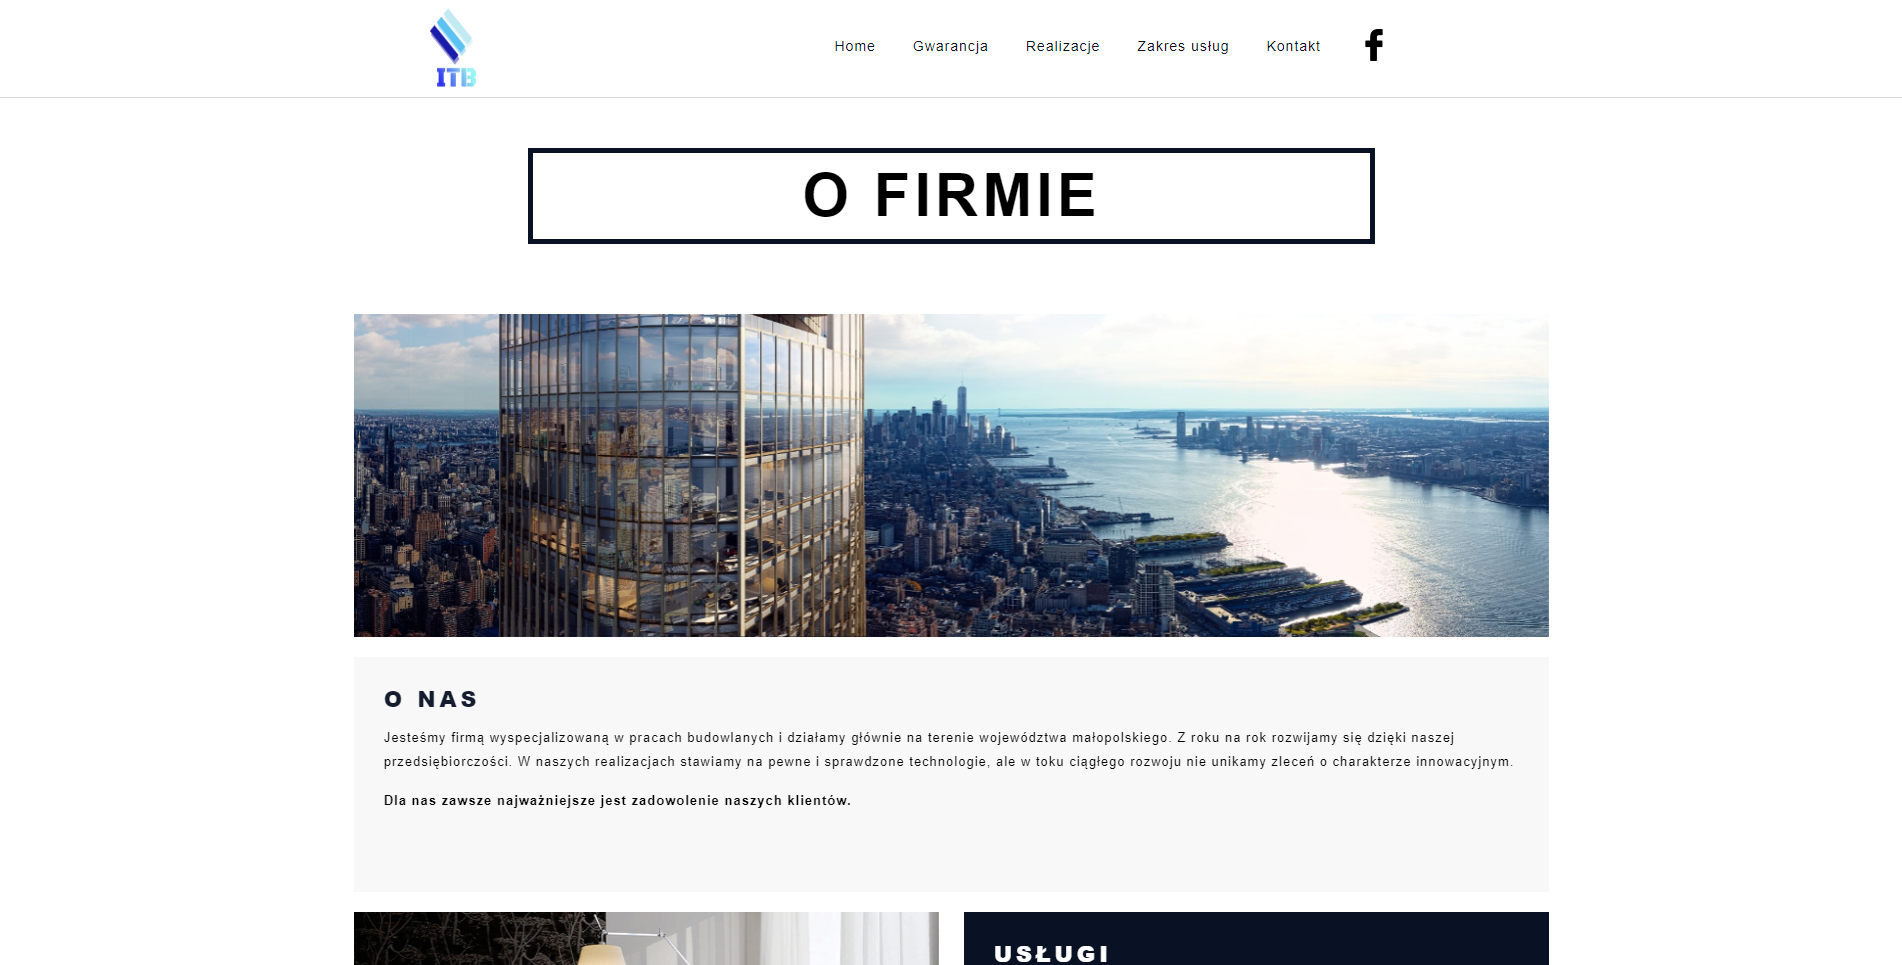 ITB
Home
Gwarancja
Realizacje
Zakres usług
Kontakt
O FIRMIE
O NAS
Jesteśmy firmą wyspecjalizowaną w pracach budowlanych i działamy głównie na terenie województwa małopolskiego. Z roku na rok rozwijamy się dzięki naszej
przedsiębiorczości. W naszych realizacjach stawiamy na pewne i sprawdzone technologie, ale w toku ciągłego rozwoju nie unikamy zleceń o charakterze innowacyjnym.
Dla nas zawsze najważniejsze jest zadowolenie naszych klientów.
USŁUGI